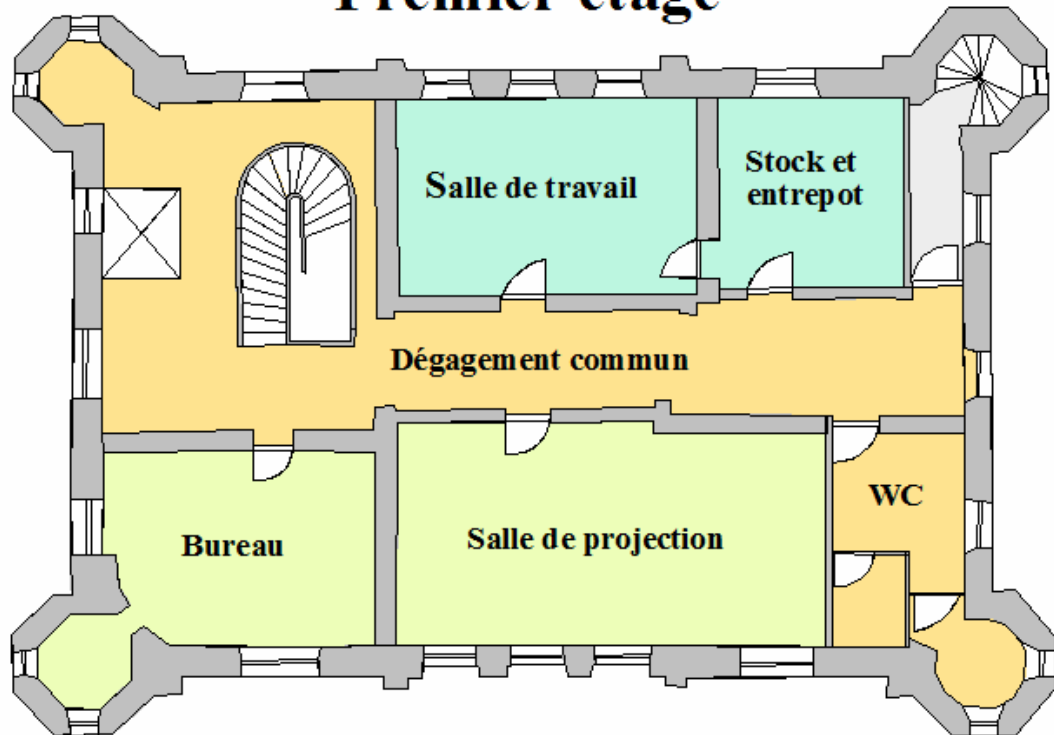 Premier étage
Salle de travail
Stock et
entrepot
Dégagement commun
WC
Bureau
Salle de projection